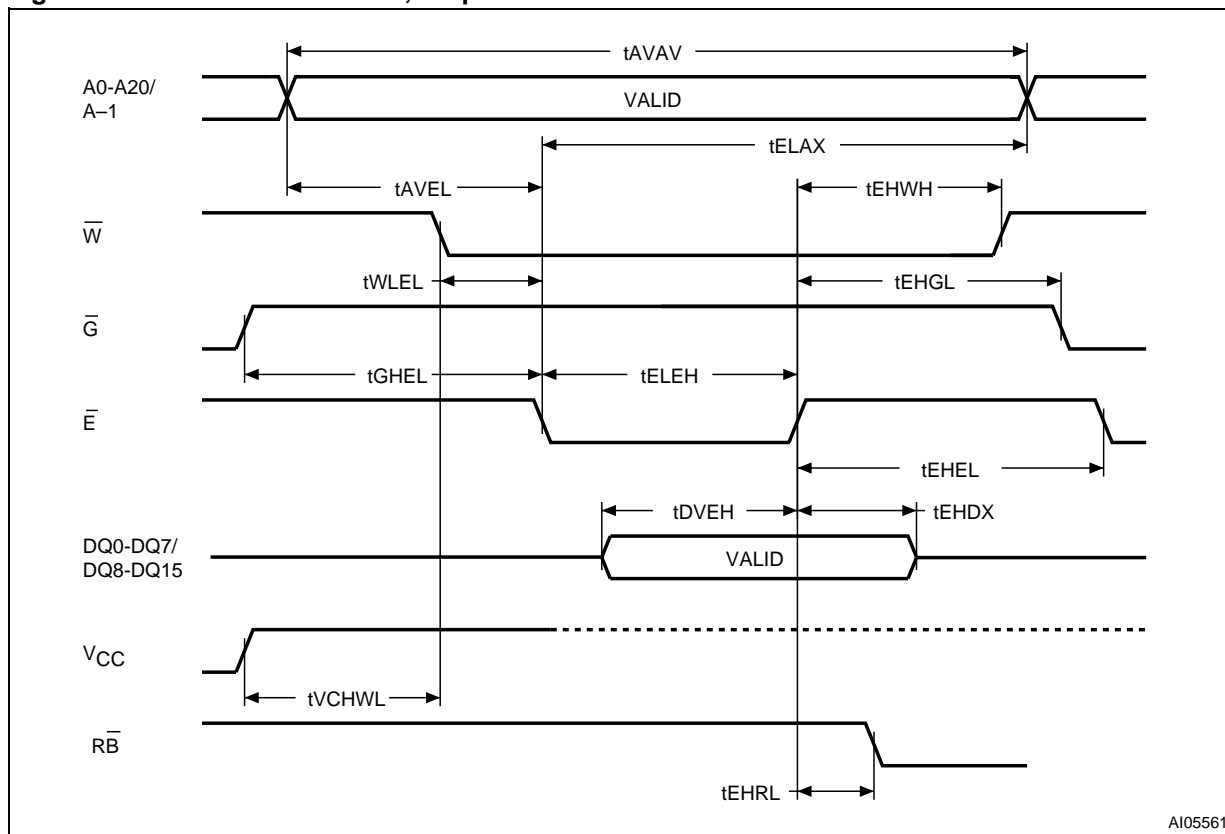 tAVAV
A0-A20/
A–1
VALID
tELAX
tAVEL
tEHWH
W̅
tWLEL
tEHGL
G̅
tGHEL
tELEH
E̅
tEHEL
tDVEH
tEHDX
DQ0-DQ7/
DQ8-DQ15
VALID
VCC
tVCHWL
RB̅
tEHRL
AI05561